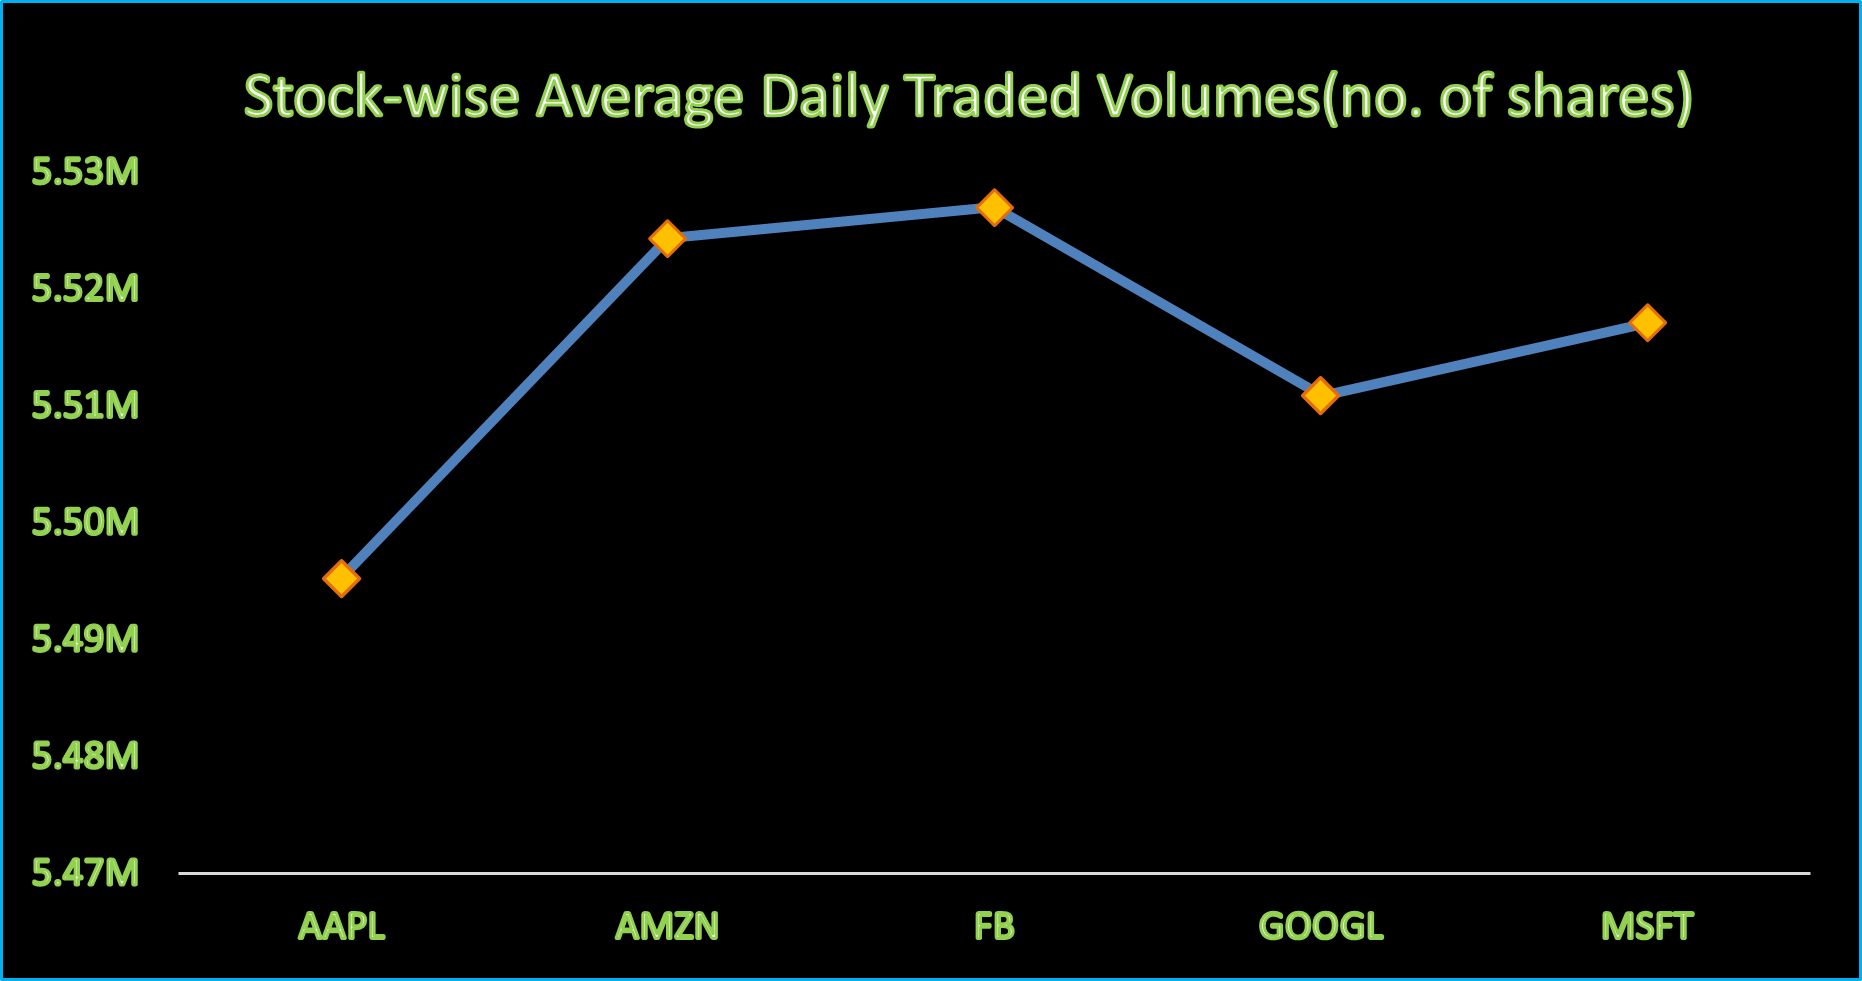 Stock-wise Average Daily Traded Volumes(no. of shares)
5.53M
5.52M
5.51M
5.50M
5.49M
5.48M
5.47M
AAPL AMZN FB GOOGL MSFT